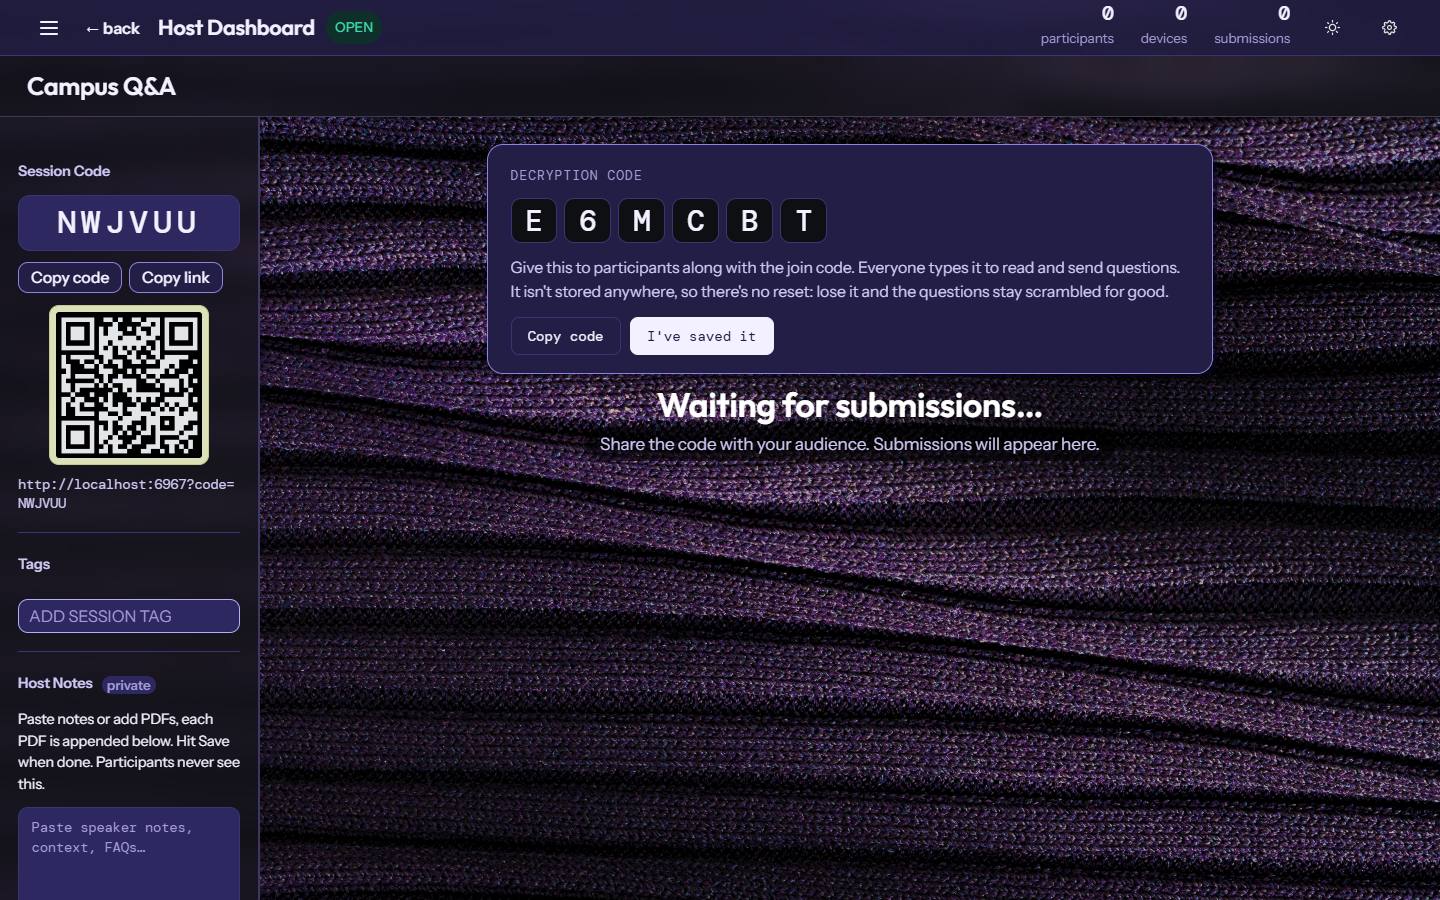 ← back
Host Dashboard
OPEN
0
participants
0
devices
0
submissions
Campus Q&A
Session Code
NWJVUU
Copy code
Copy link
http://localhost:6967?code=
NWJVUU
Tags
ADD SESSION TAG
Host Notes
private
Paste notes or add PDFs, each
PDF is appended below. Hit Save
when done. Participants never see
this.
Paste speaker notes,
context, FAQs…
DECRYPTION CODE
E6MCBT
Give this to participants along with the join code. Everyone types it to read and send questions.
It isn't stored anywhere, so there's no reset: lose it and the questions stay scrambled for good.
Copy code
I've saved it
Waiting for submissions...
Share the code with your audience. Submissions will appear here.